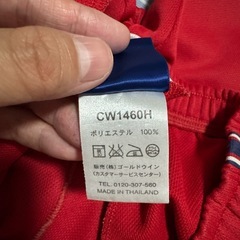 CW1460H
ポリエステル 100%
販売(株)ゴールドウイン
(カスタマーサービスセンター)
TEL. 0120-307-560
MADE IN THAILAND